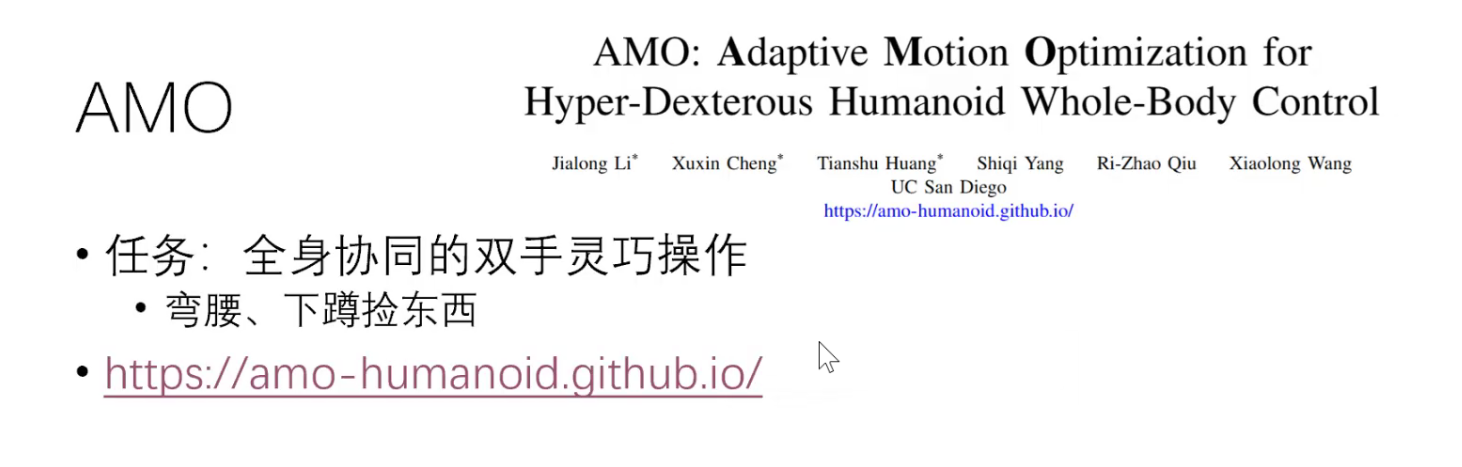 AMO
AMO: Adaptive Motion Optimization for
Hyper-Dexterous Humanoid Whole-Body Control
Jialong Li* Xuxin Cheng* Tianshu Huang* Shiqi Yang Ri-Zhao Qiu Xiaolong Wang
UC San Diego
https://amo-humanoid.github.io/
• 任务：全身协同的双手灵巧操作
• 弯腰、下蹲捡东西
• https://amo-humanoid.github.io/